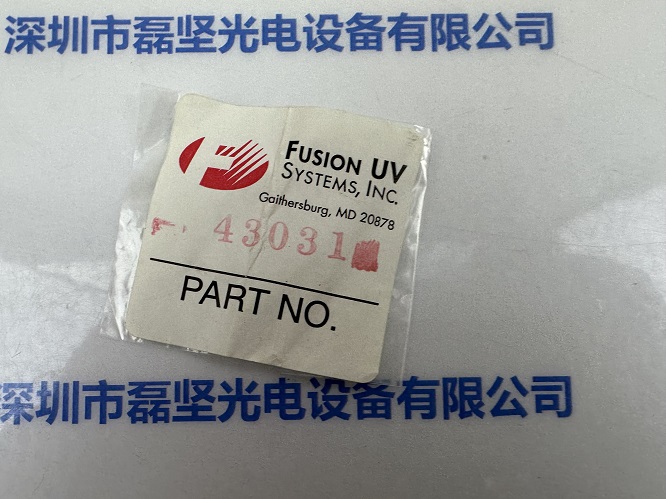 深圳市磊坚光电设备有限公司
FUSION UV
SYSTEMS, INC.
Gaithersburg, MD 20878
43031
PART NO.
深圳市磊坚光电设备有限公司